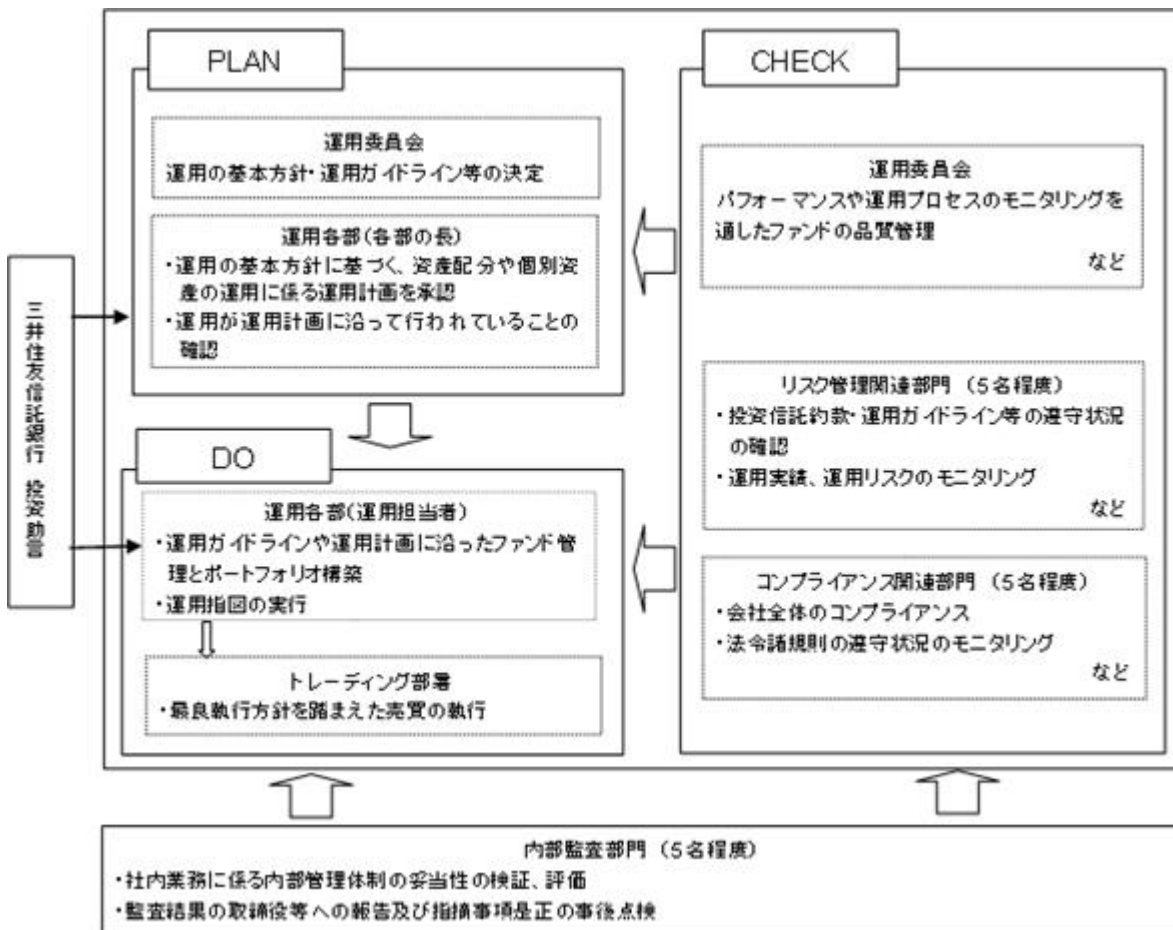 PLAN
運用委員会
運用の基本方針・運用ガイドライン等の決定
運用各部(各部の長)
・運用の基本方針に基づく、資産配分や個別資
産の運用に係る運用計画を承認
・運用が運用計画に沿って行われていることの
確認
三井住友信託銀行 投資助言
DO
運用各部(運用担当者)
・運用ガイドラインや運用計画に沿ったファンド管
理とポートフォリオ構築
・運用指図の実行
トレーディング部署
・最良執行方針を踏まえた売買の執行
CHECK
運用委員会
パフォーマンスや運用プロセスのモニタリングを
通したファンドの品質管理
など
リスク管理関連部門 (5名程度)
・投資信託約款・運用ガイドライン等の遵守状況
の確認
・運用実績、運用リスクのモニタリング
など
コンプライアンス関連部門 (5名程度)
・会社全体のコンプライアンス
・法令諸規則の遵守状況のモニタリング
など
内部監査部門 (5名程度)
・社内業務に係る内部管理体制の妥当性の検証、評価
・監査結果の取締役等への報告及び指摘事項是正の事後点検